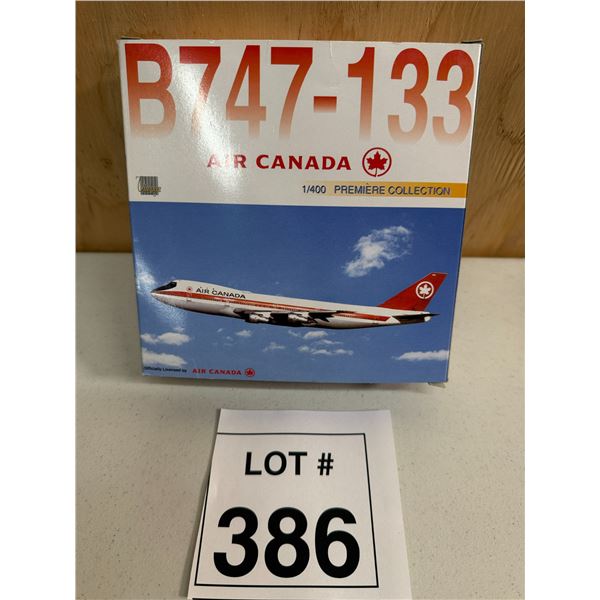 B747-133
AIR CANADA
1/400 PREMIÈRE COLLECTION
AIR CANADA
Officially Licensed by AIR CANADA
LOT #
386